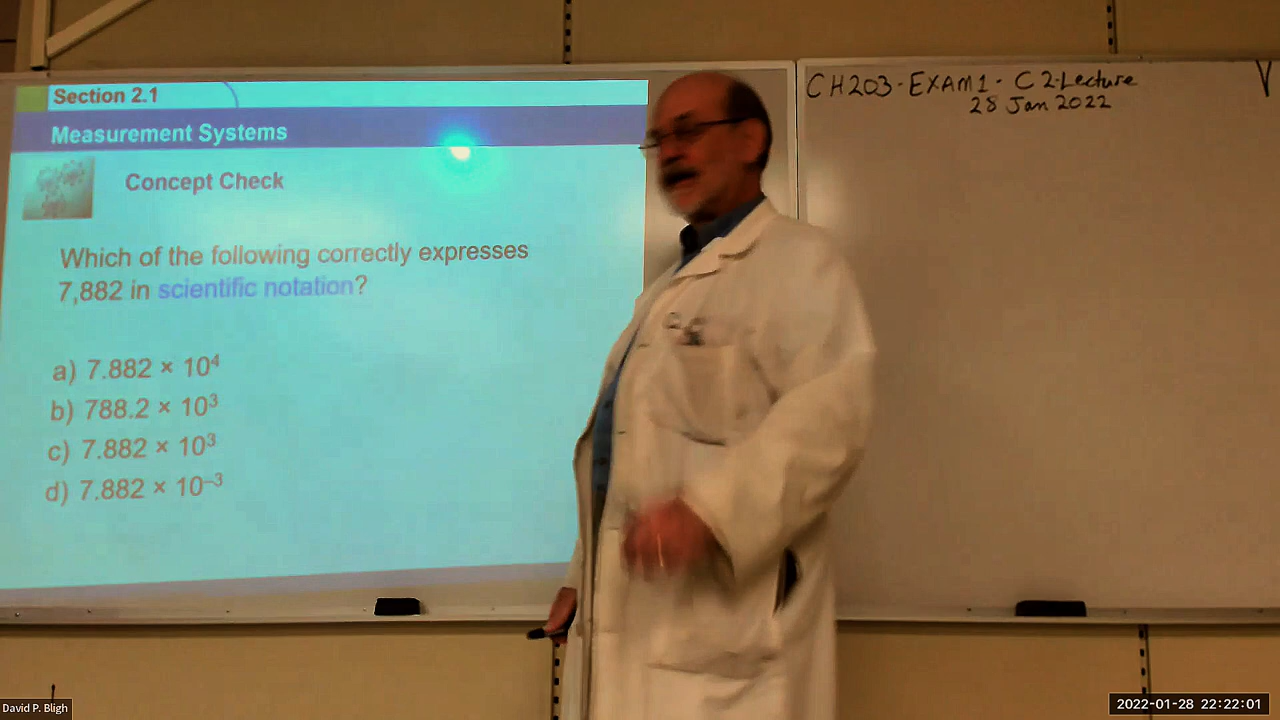 Section 2.1
Measurement Systems
Concept Check
Which of the following correctly expresses
7,882 in scientific notation?
a) 7.882 × 10⁴
b) 788.2 × 10³
c) 7.882 × 10³
d) 7.882 × 10⁻³
CH203-EXAM1- C2-Lecture
28 Jan 2022
David P. Bligh
2022-01-28 22:22:01